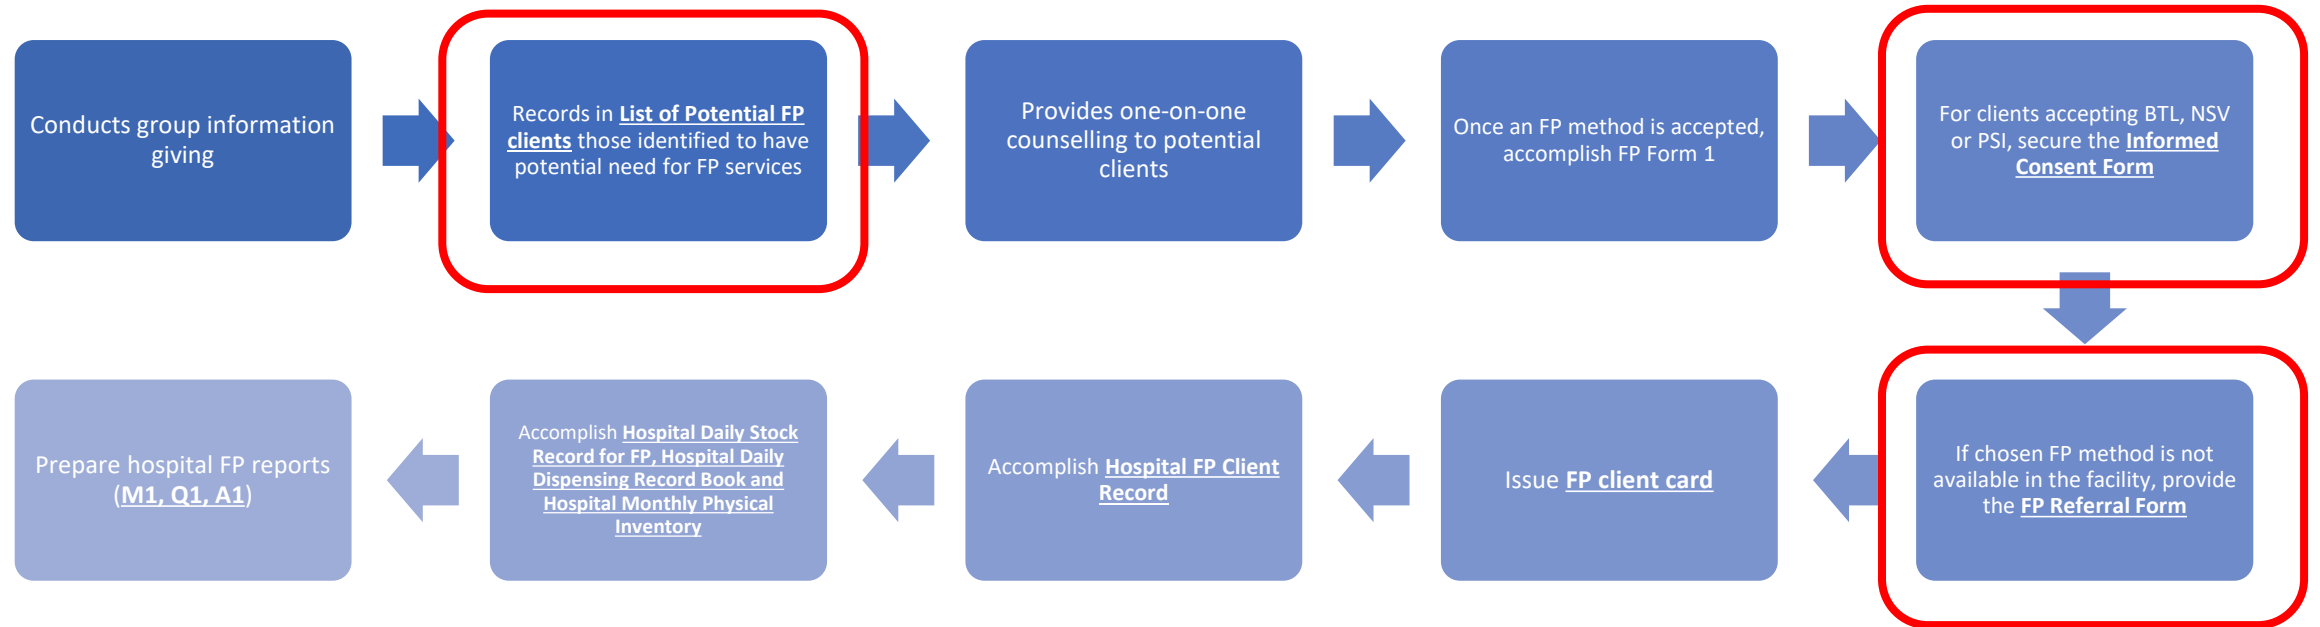 Conducts group information
giving
Records in List of Potential FP
clients those identified to have
potential need for FP services
Provides one-on-one
counselling to potential
clients
Once an FP method is accepted,
accomplish FP Form 1
For clients accepting BTL, NSV
or PSI, secure the Informed
Consent Form
If chosen FP method is not
available in the facility, provide
the FP Referral Form
Issue FP client card
Accomplish Hospital FP Client
Record
Accomplish Hospital Daily Stock
Record for FP, Hospital Daily
Dispensing Record Book and
Hospital Monthly Physical
Inventory
Prepare hospital FP reports
(M1, Q1, A1)